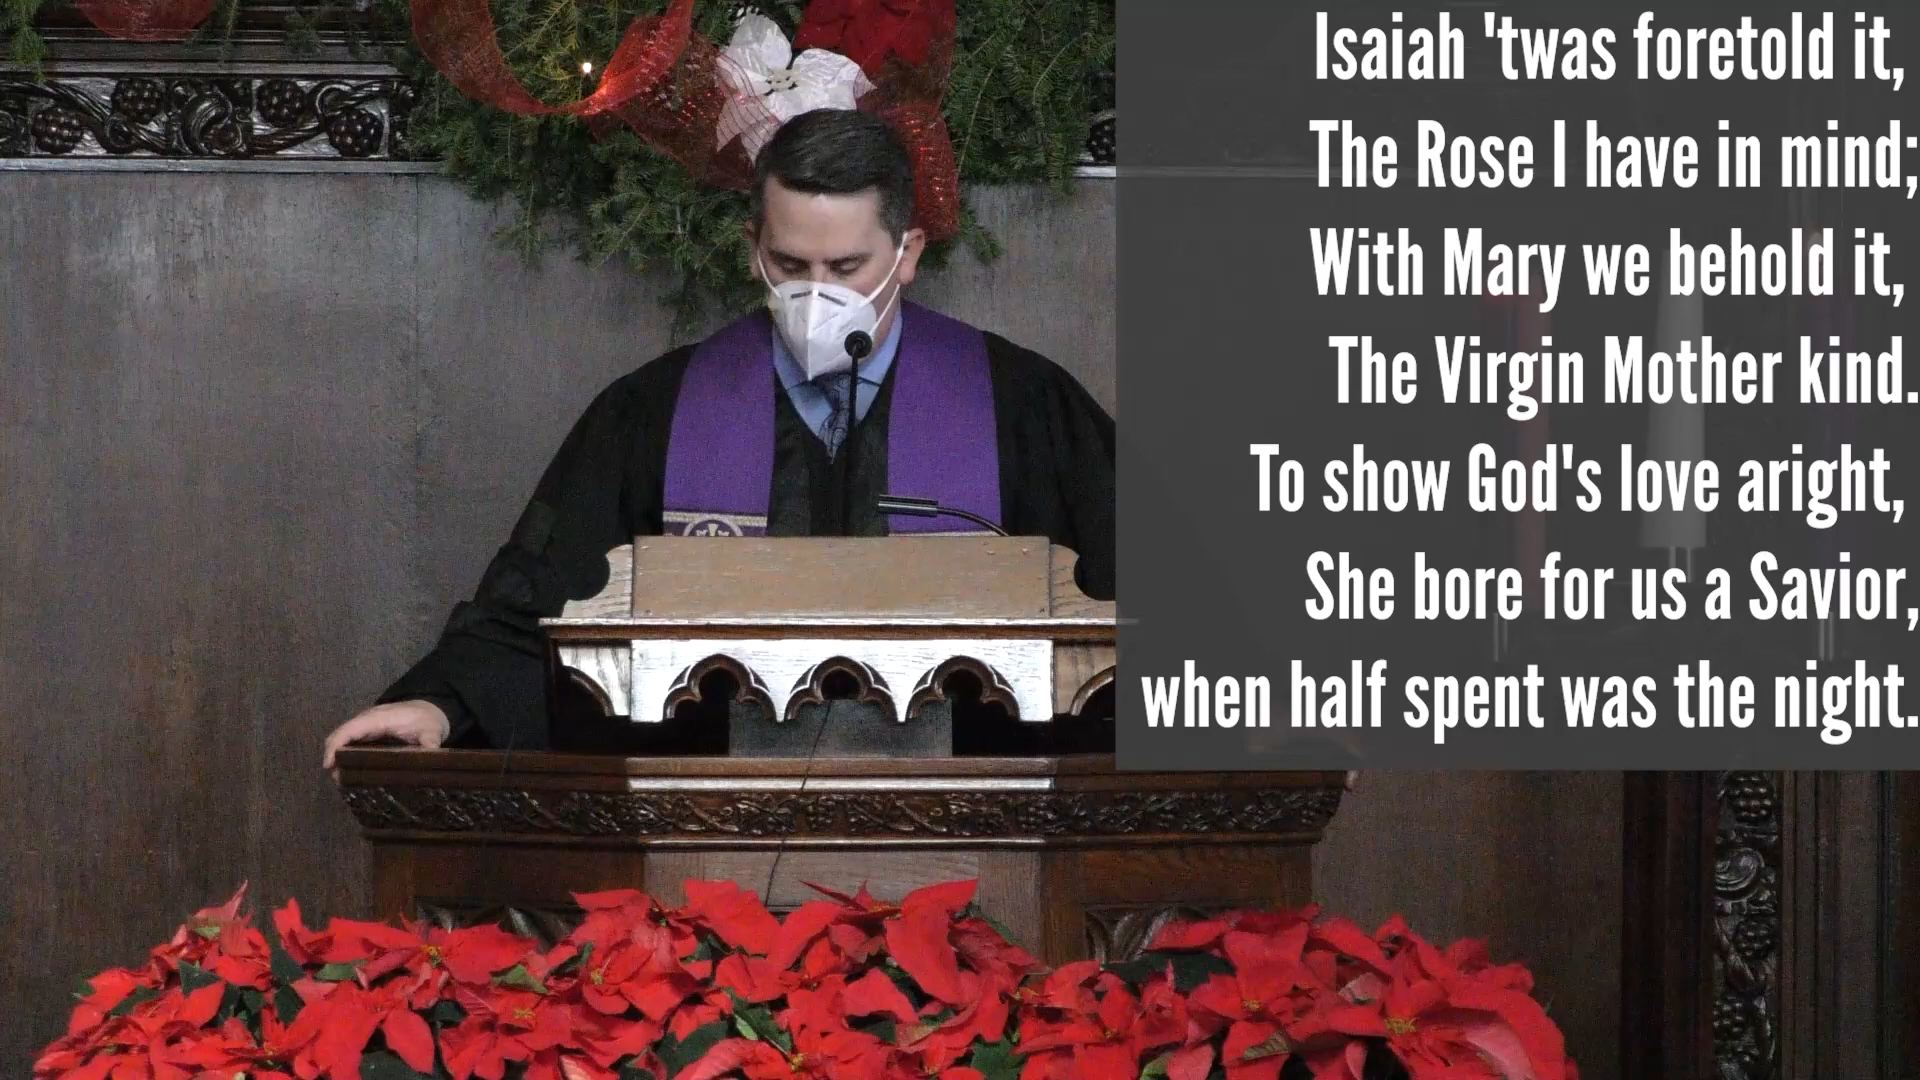 Isaiah 'twas foretold it,
The Rose I have in mind;
With Mary we behold it,
The Virgin Mother kind.
To show God's love aright,
She bore for us a Savior,
when half spent was the night.